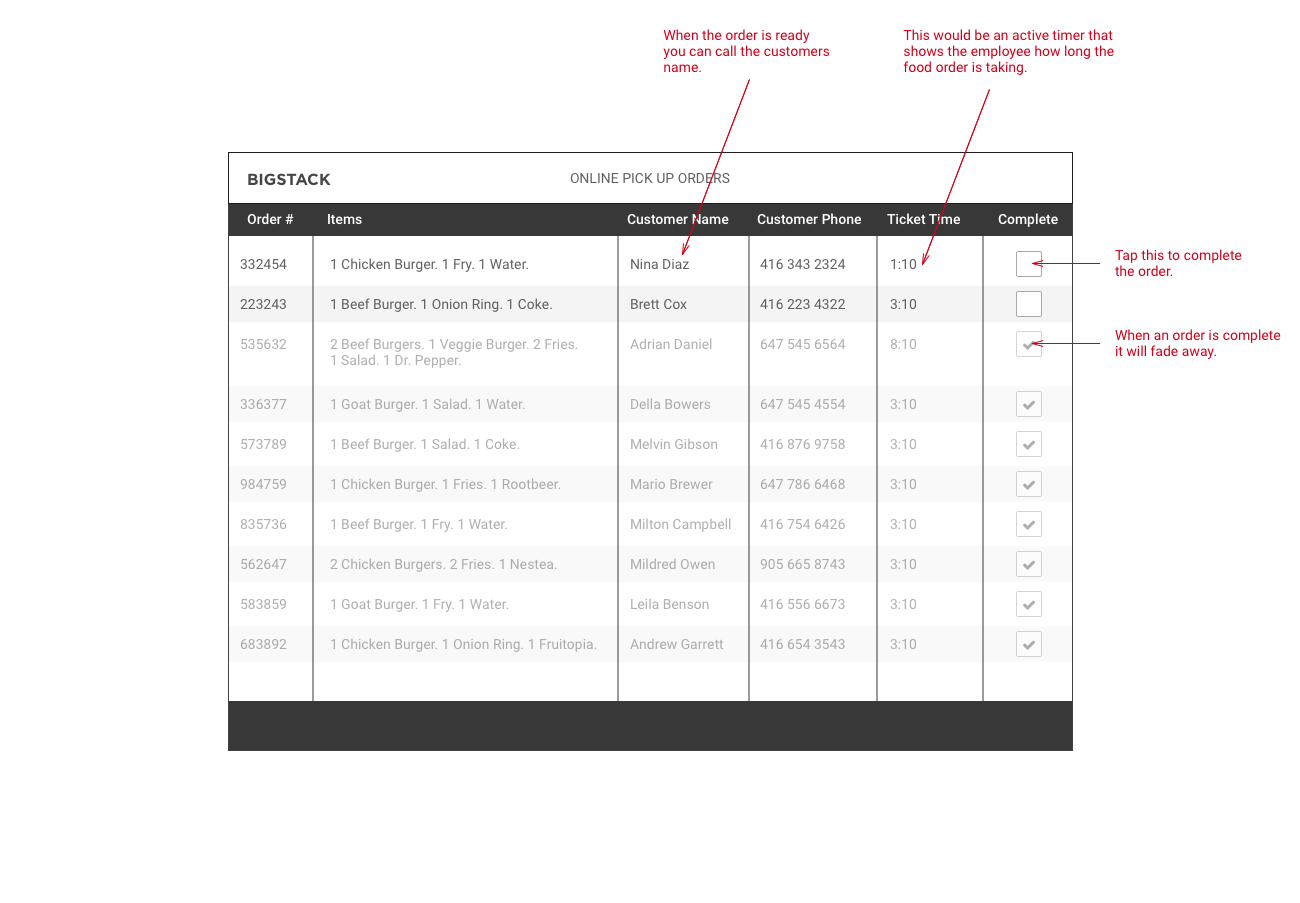 When the order is ready
you can call the customers
name.
This would be an active timer that
shows the employee how long the
food order is taking.
BIGSTACK
ONLINE PICK UP ORDERS
Order # Items Customer Name Customer Phone Ticket Time Complete
332454 1 Chicken Burger. 1 Fry. 1 Water. Nina Diaz 416 343 2324 1:10
Tap this to complete
the order.
223243 1 Beef Burger. 1 Onion Ring. 1 Coke. Brett Cox 416 223 4322 3:10
535632 2 Beef Burgers. 1 Veggie Burger. 2 Fries. Adrian Daniel 647 545 6564 8:10
1 Salad. 1 Dr. Pepper.
When an order is complete
it will fade away.
336377 1 Goat Burger. 1 Salad. 1 Water. Della Bowers 647 545 4554 3:10
573789 1 Beef Burger. 1 Salad. 1 Coke. Melvin Gibson 416 876 9758 3:10
984759 1 Chicken Burger. 1 Fries. 1 Rootbeer. Mario Brewer 647 786 6468 3:10
835736 1 Beef Burger. 1 Fry. 1 Water. Milton Campbell 416 754 6426 3:10
562647 2 Chicken Burgers. 2 Fries. 1 Nestea. Mildred Owen 905 665 8743 3:10
583859 1 Goat Burger. 1 Fry. 1 Water. Leila Benson 416 556 6673 3:10
683892 1 Chicken Burger. 1 Onion Ring. 1 Fruitopia. Andrew Garrett 416 654 3543 3:10